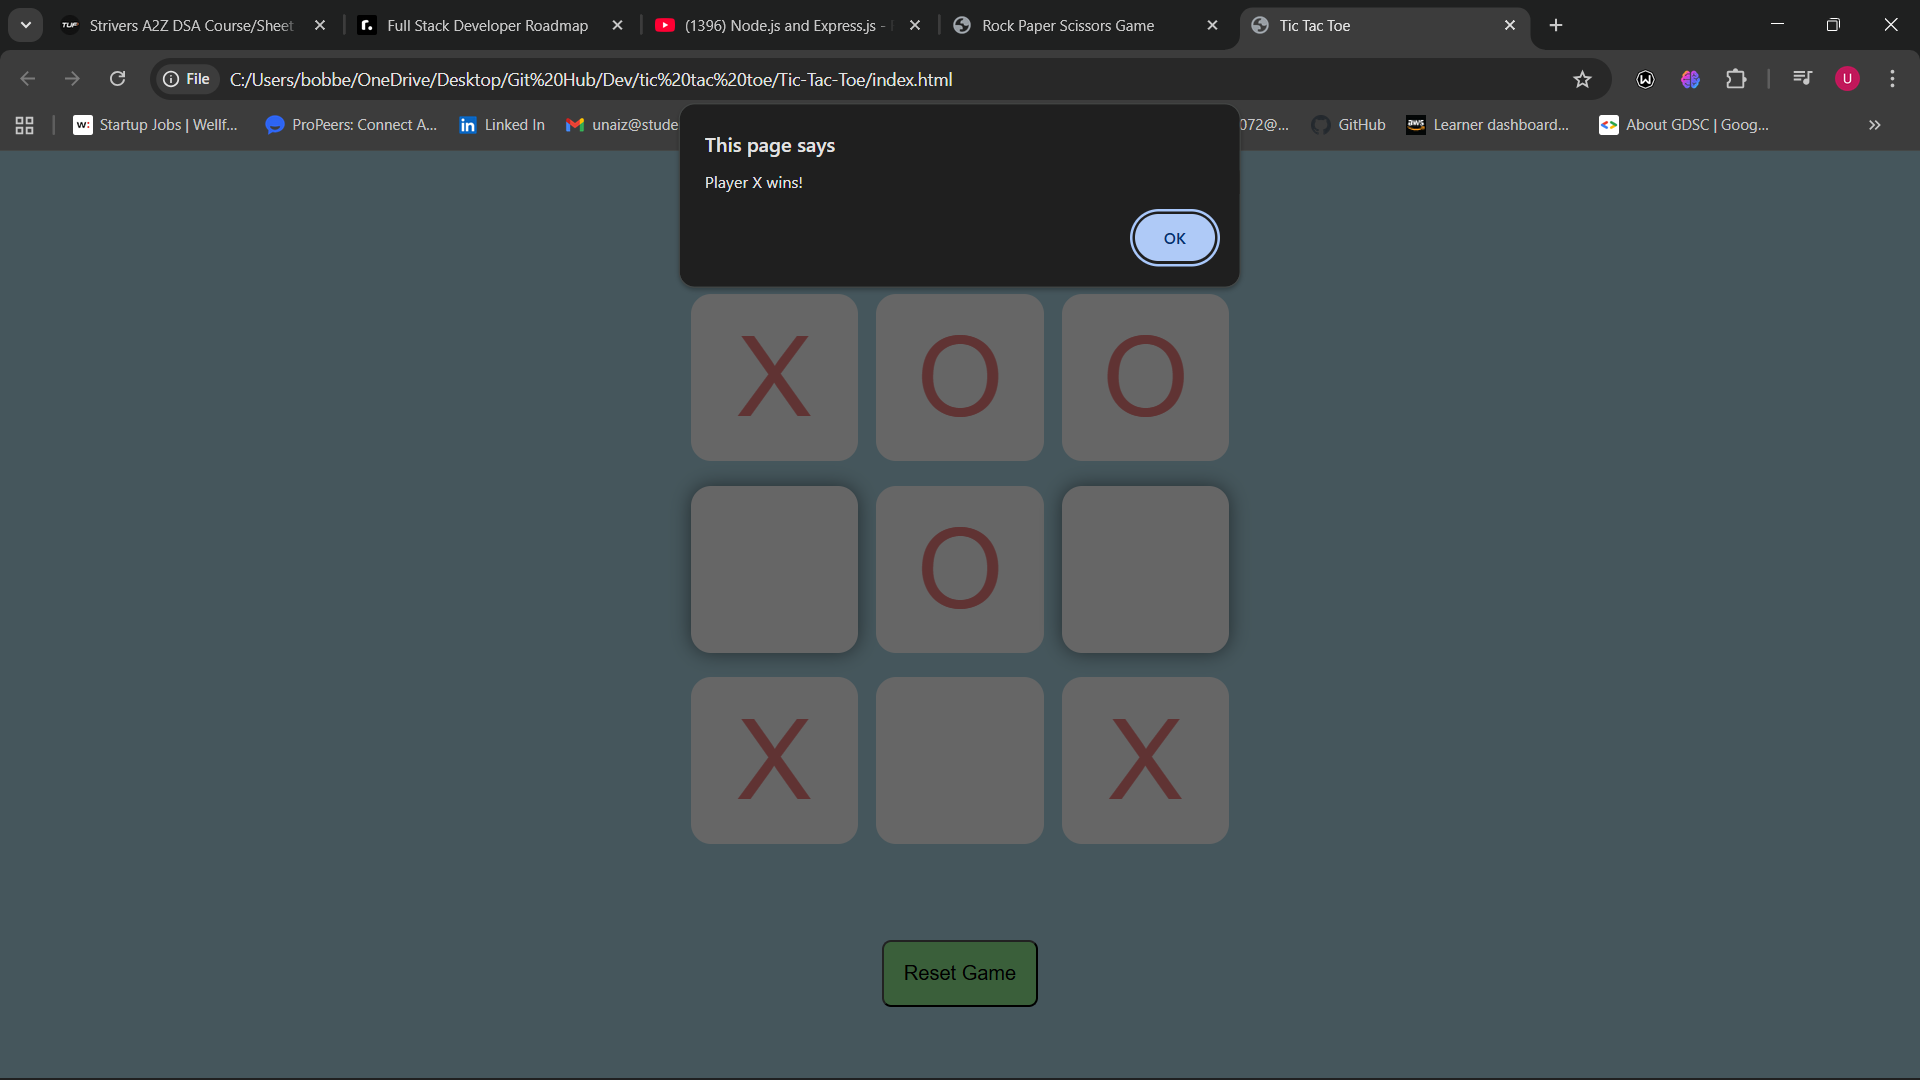 Strivers A2Z DSA Course/Sheet
Full Stack Developer Roadmap
(1396) Node.js and Express.js -
Rock Paper Scissors Game
Tic Tac Toe
File
C:/Users/bobbe/OneDrive/Desktop/Git%20Hub/Dev/tic%20tac%20toe/Tic-Tac-Toe/index.html
U
w: Startup Jobs | Wellf...
ProPeers: Connect A...
in Linked In
unaiz@stude
072@...
GitHub
aws Learner dashboard...
About GDSC | Goog...
This page says
Player X wins!
OK
X O O
O
X X
Reset Game